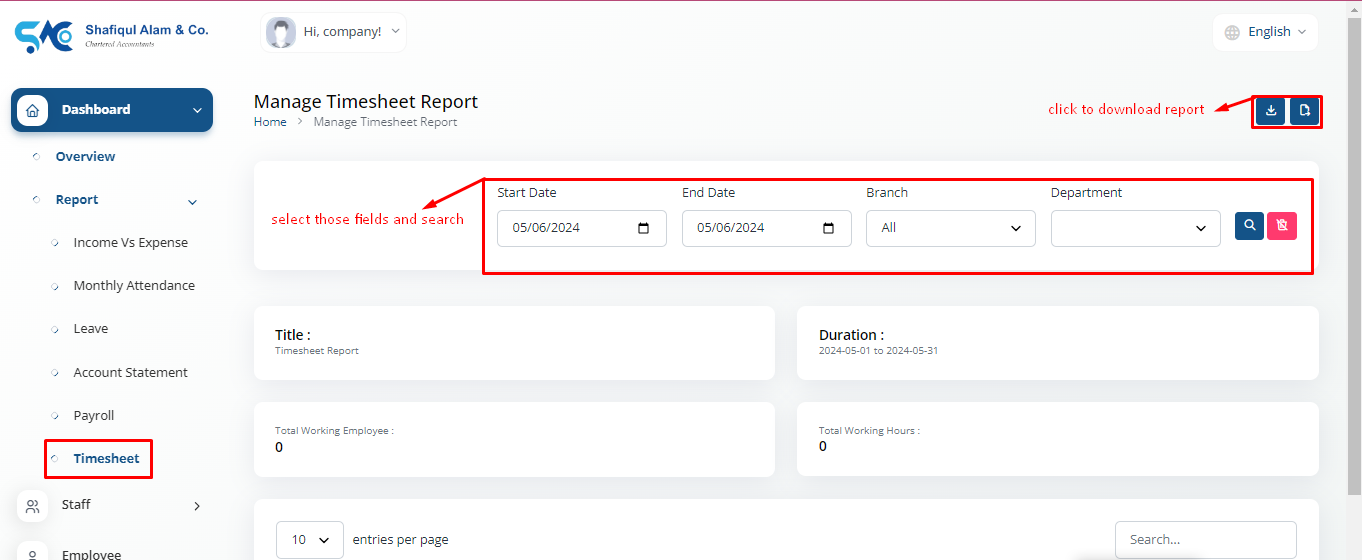 Shafiqul Alam & Co.
Chartered Accountants
Hi, company!
English
Dashboard
Overview
Report
Income Vs Expense
Monthly Attendance
Leave
Account Statement
Payroll
Timesheet
Staff
Employee
Manage Timesheet Report
Home > Manage Timesheet Report
click to download report
select those fields and search
Start Date
05/06/2024
End Date
05/06/2024
Branch
All
Department
Title :
Timesheet Report
Duration :
2024-05-01 to 2024-05-31
Total Working Employee :
0
Total Working Hours :
0
10 entries per page
Search...